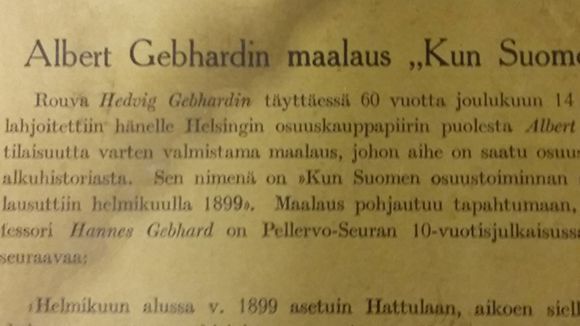 Albert Gebhardin maalaus „Kun Suome
Rouva Hedvig Gebhardin täyttäessä 60 vuotta joulukuun 14
lahjoitettiin hänelle Helsingin osuuskauppapiirin puolesta Albert
tilaisuutta varten valmistama maalaus, johon aihe on saatu osuus
alkuhistoriasta. Sen nimenä on »Kun Suomen osuustoiminnan
lausuttiin helmikuulla 1899». Maalaus pohjautuu tapahtumaan,
fessori Hannes Gebhard on Pellervo-Seuran 10-vuotisjulkaisussa
seuraavaa:
»Helmikuun alussa v. 1899 asetuin Hattulaan, aikoen siell